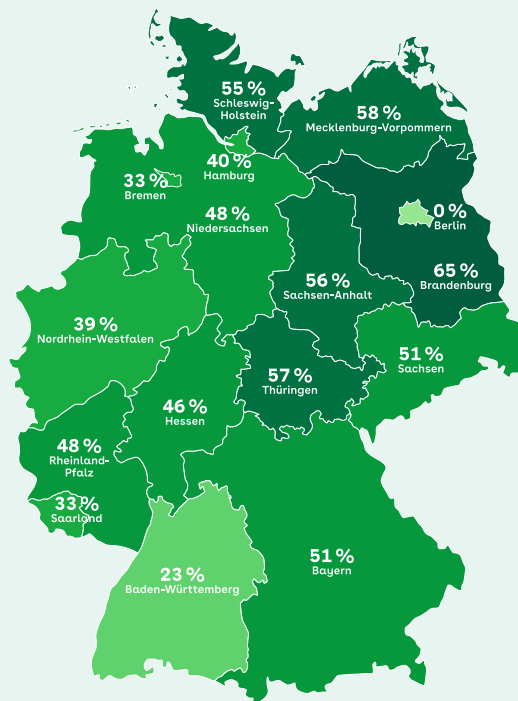 55 %
Schleswig-
Holstein
58 %
Mecklenburg-Vorpommern
40 %
Hamburg
33 %
Bremen
48 %
Niedersachsen
0 %
Berlin
65 %
Brandenburg
56 %
Sachsen-Anhalt
39 %
Nordrhein-Westfalen
51 %
Sachsen
57 %
Thüringen
46 %
Hessen
48 %
Rheinland-
Pfalz
33 %
Saarland
51 %
Bayern
23 %
Baden-Württemberg